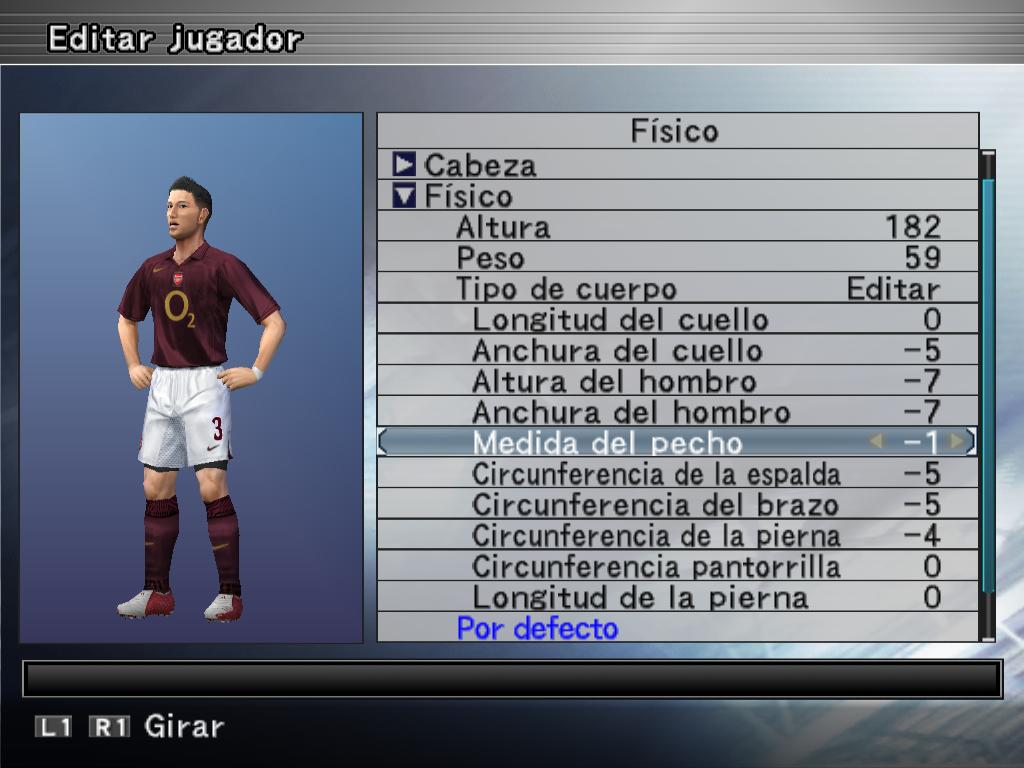 Editar jugador
Físico
Cabeza
Físico
Altura 182
Peso 59
Tipo de cuerpo Editar
Longitud del cuello 0
Anchura del cuello -5
Altura del hombro -7
Anchura del hombro -7
Medida del pecho -1
Circunferencia de la espalda -5
Circunferencia del brazo -5
Circunferencia de la pierna -4
Circunferencia pantorrilla 0
Longitud de la pierna 0
Por defecto
O2
3
L1 R1 Girar